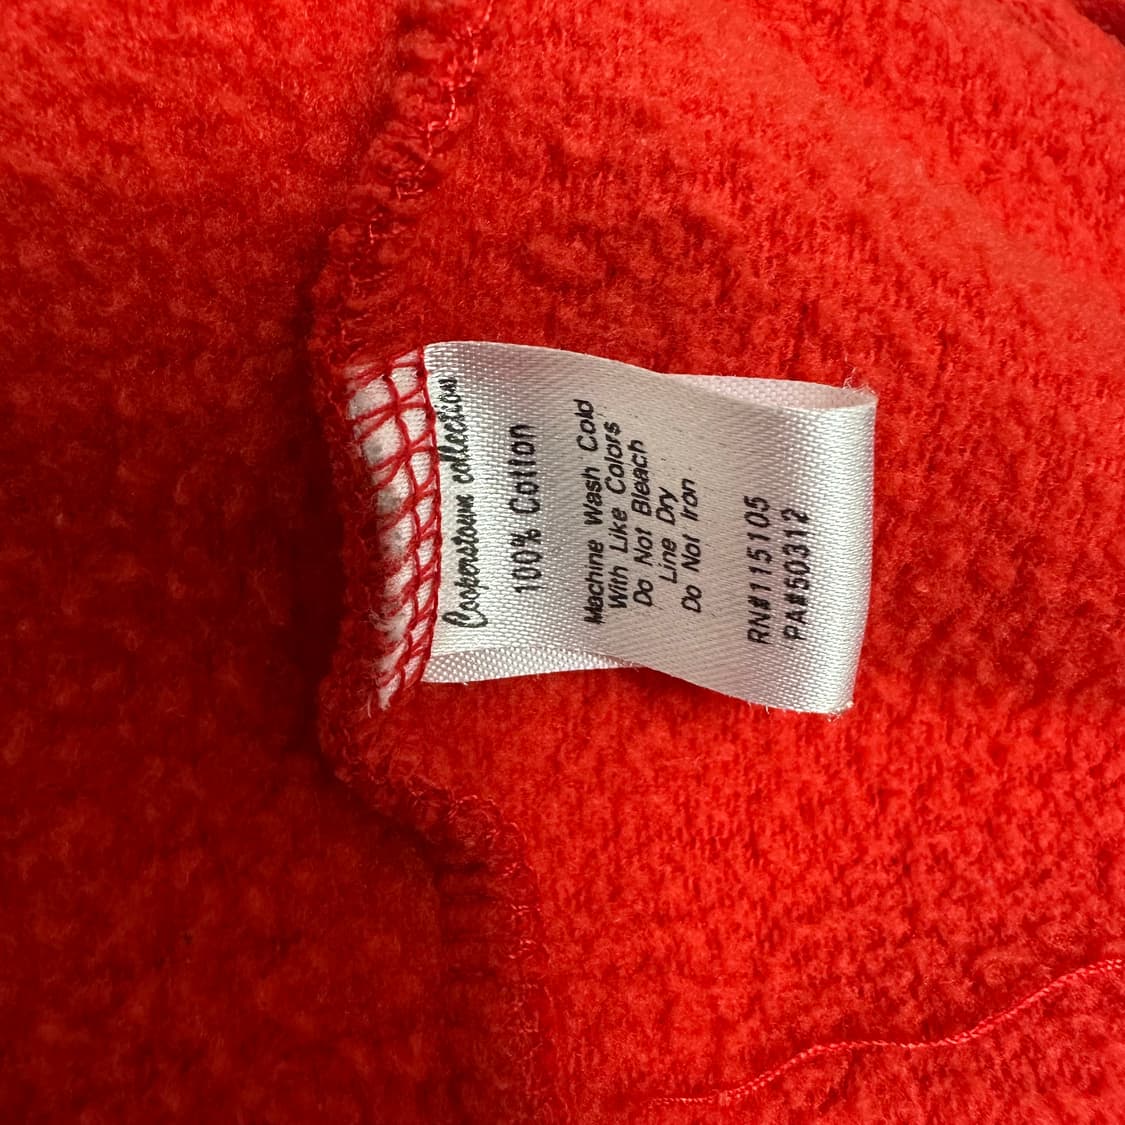 Cooperstown collection
100% Cotton
Machine Wash Cold
With Like Colors
Do Not Bleach
Line Dry
Do Not Iron
RN#115105
PA#50312